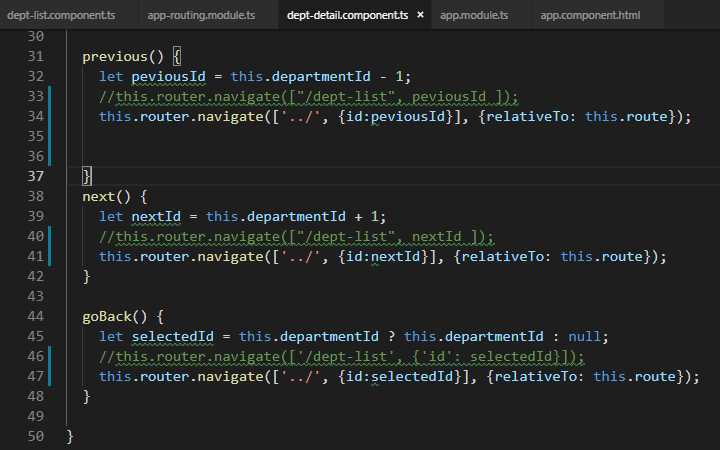 dept-list.component.ts app-routing.module.ts dept-detail.component.ts × app.module.ts app.component.html
30
31 previous() {
32 let peviousId = this.departmentId - 1;
33 //this.router.navigate(["/dept-list", peviousId ]);
34 this.router.navigate(['../', {id:peviousId}], {relativeTo: this.route});
35
36
37 }
38 next() {
39 let nextId = this.departmentId + 1;
40 //this.router.navigate(["/dept-list", nextId ]);
41 this.router.navigate(['../', {id:nextId}], {relativeTo: this.route});
42 }
43
44 goBack() {
45 let selectedId = this.departmentId ? this.departmentId : null;
46 //this.router.navigate(['/dept-list', {'id': selectedId}]);
47 this.router.navigate(['../', {id:selectedId}], {relativeTo: this.route});
48 }
49
50 }